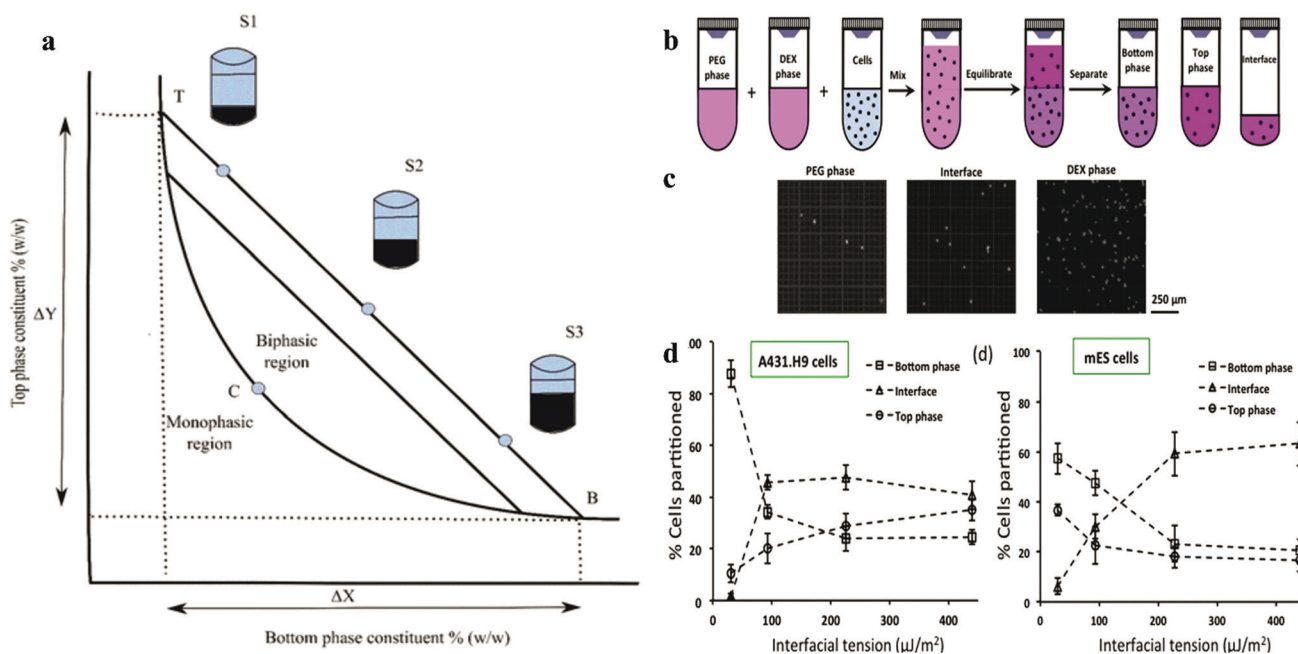 a
S1
T
S2
S3
Top phase constituent % (w/w)
ΔY
Biphasic
region
C
Monophasic
region
B
ΔX
Bottom phase constituent % (w/w)
b
PEG
phase
+
DEX
phase
+
Cells
Mix
Equilibrate
Separate
Bottom
phase
Top
phase
Interface
c
PEG phase
Interface
DEX phase
250 μm
d
A431.H9 cells
Bottom phase
Interface
Top phase
% Cells partitioned
100
80
60
40
20
0
0
100
200
300
400
Interfacial tension (μJ/m²)
(d)
mES cells
Bottom phase
Interface
Top phase
% Cells partitioned
00
80
60
40
20
0
0
100
200
300
400
Interfacial tension (μJ/m²)